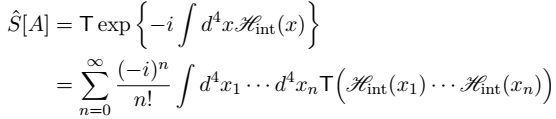 Ŝ[A] = T exp { −i ∫ d⁴x ℋ_int(x) }
= ∑_{n=0}^{∞} (−i)ⁿ / n! ∫ d⁴x₁ ⋯ d⁴xₙ T( ℋ_int(x₁) ⋯ ℋ_int(xₙ) )